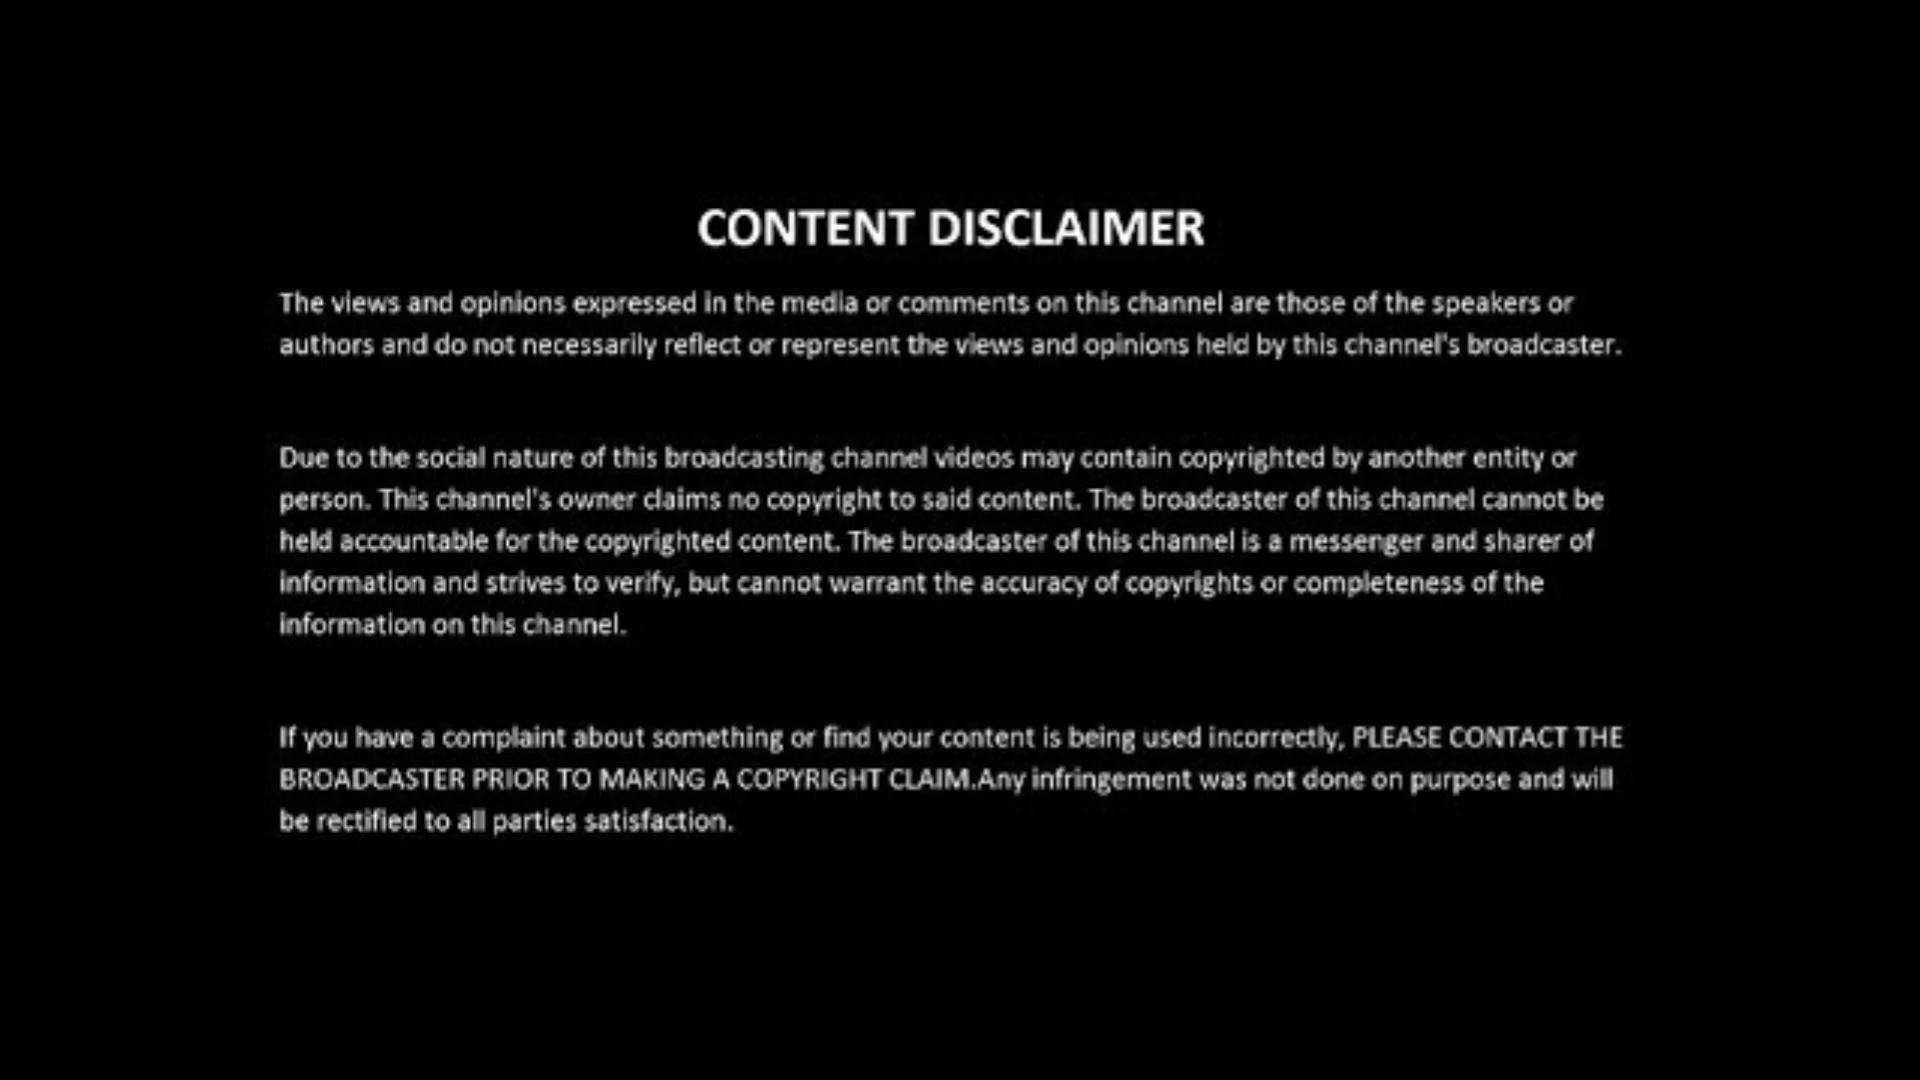 CONTENT DISCLAIMER
The views and opinions expressed in the media or comments on this channel are those of the speakers or
authors and do not necessarily reflect or represent the views and opinions held by this channel's broadcaster.
Due to the social nature of this broadcasting channel videos may contain copyrighted by another entity or
person. This channel's owner claims no copyright to said content. The broadcaster of this channel cannot be
held accountable for the copyrighted content. The broadcaster of this channel is a messenger and sharer of
information and strives to verify, but cannot warrant the accuracy of copyrights or completeness of the
information on this channel.
If you have a complaint about something or find your content is being used incorrectly, PLEASE CONTACT THE
BROADCASTER PRIOR TO MAKING A COPYRIGHT CLAIM.Any infringement was not done on purpose and will
be rectified to all parties satisfaction.